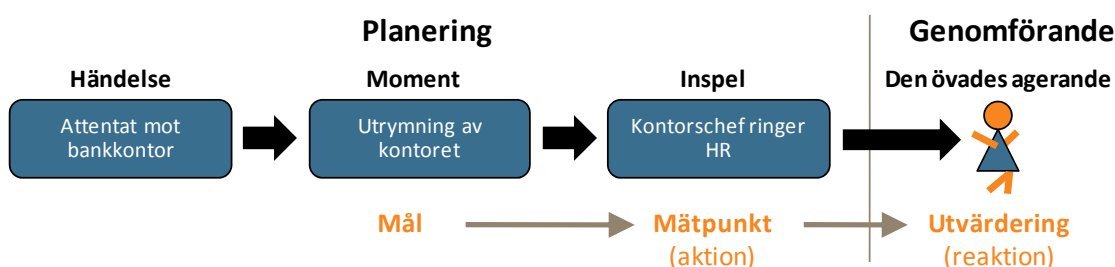 Planering
Genomförande
Händelse
Moment
Inspel
Den övades agerande
Attentat mot
bankkontor
Utrymning av
kontoret
Kontorschef ringer
HR
Mål
Mätpunkt
(aktion)
Utvärdering
(reaktion)